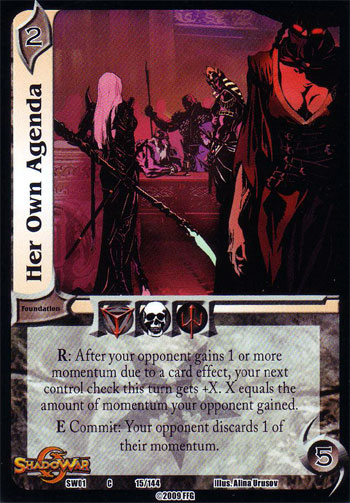 2
Her Own Agenda
Foundation
R: After your opponent gains 1 or more
momentum due to a card effect, your next
control check this turn gets +X. X equals the
amount of momentum your opponent gained.
E Commit: Your opponent discards 1 of
their momentum.
5
SHADOWAR
SW01 C 15/144 Illus. Alina Urusov
©2009 FFG